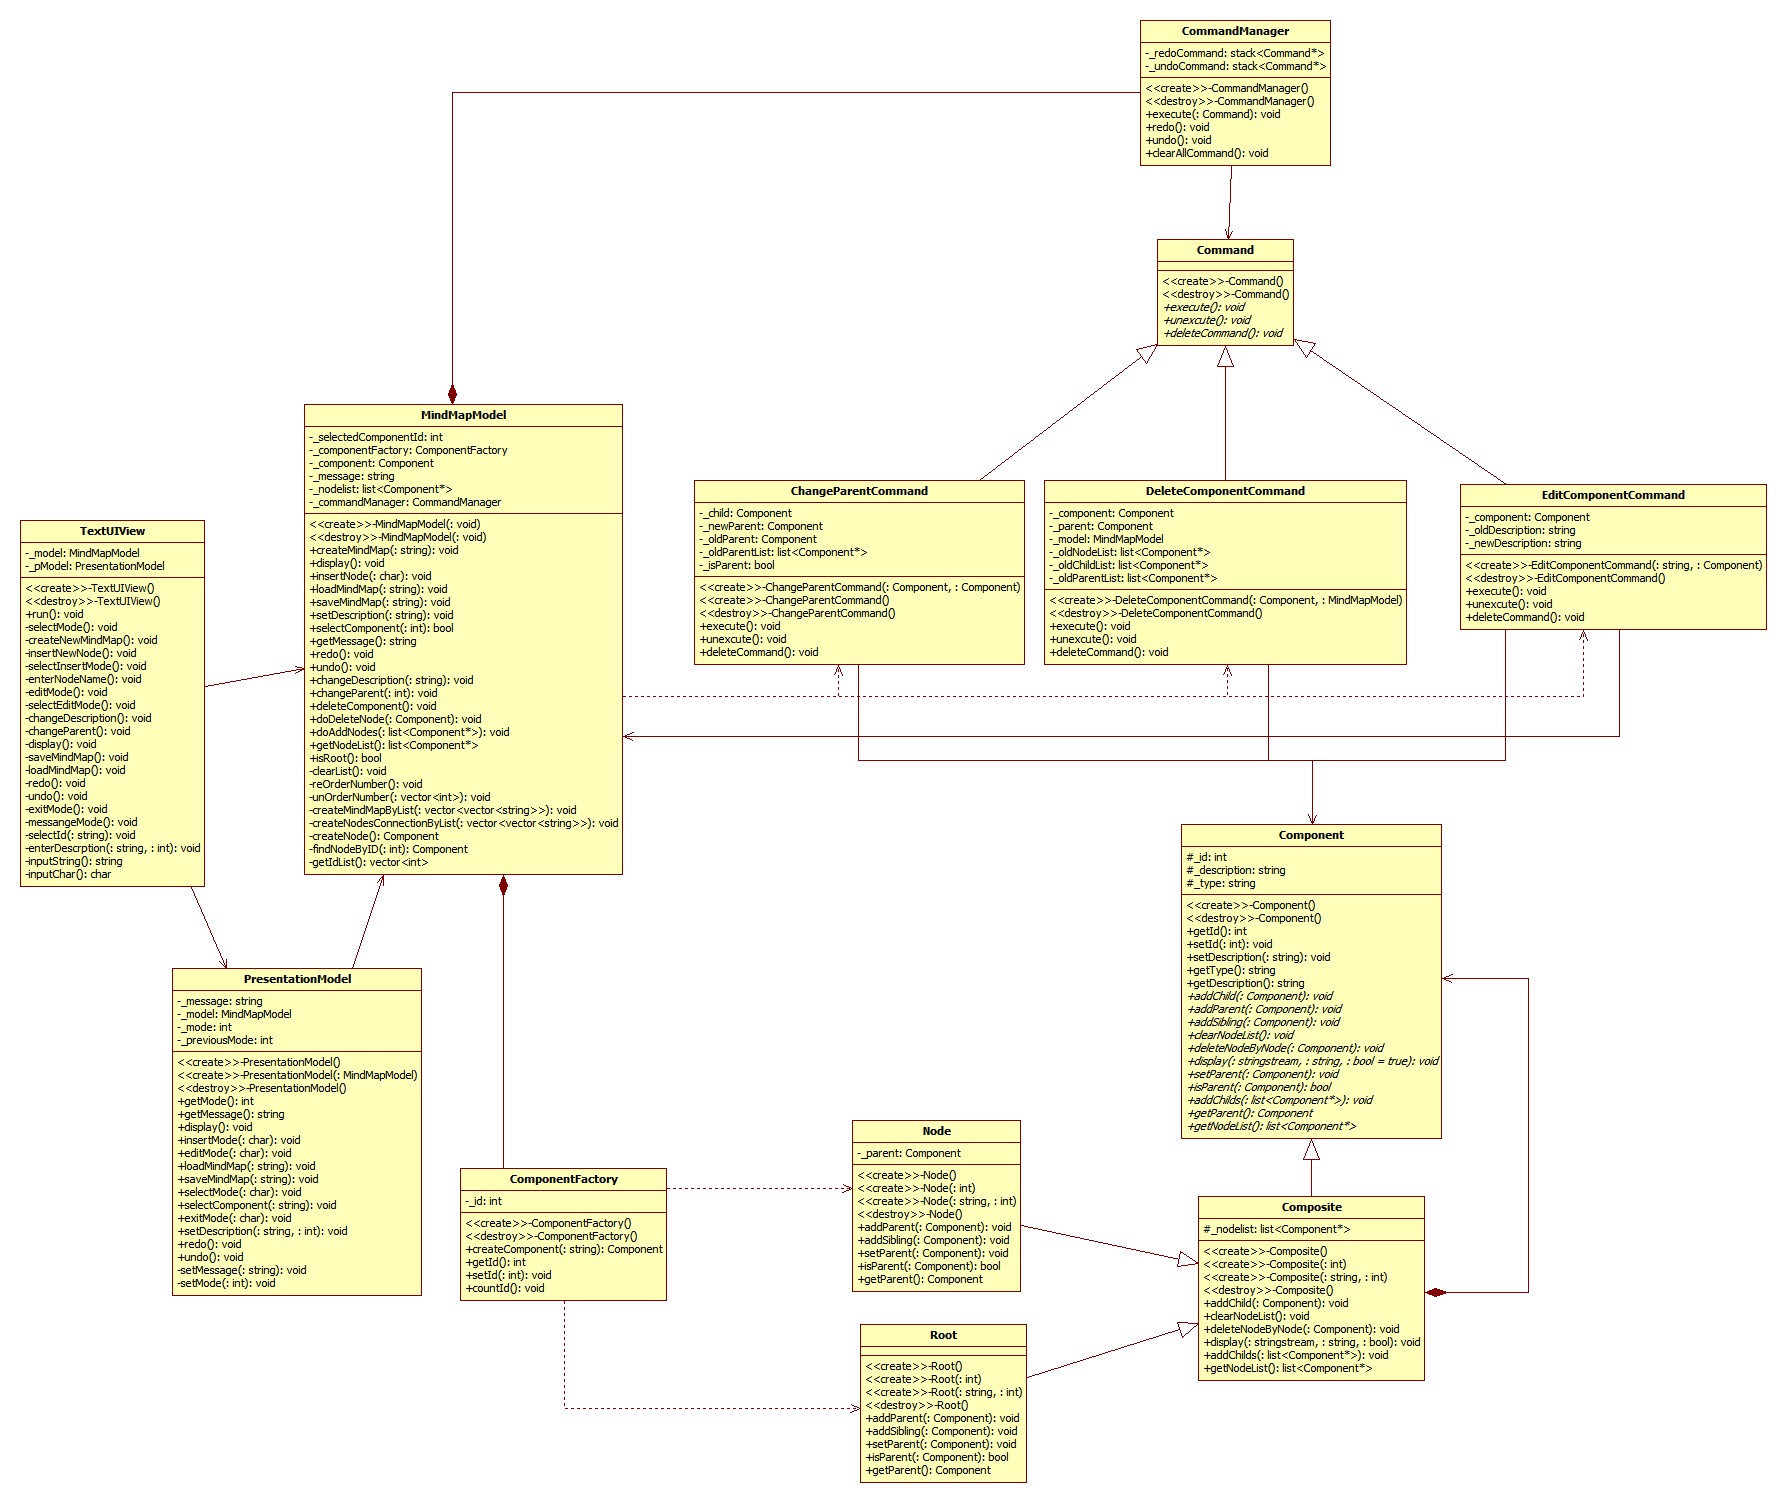 CommandManager
-_redoCommand: stack<Command*>
-_undoCommand: stack<Command*>
<<create>>-CommandManager()
<<destroy>>-CommandManager()
+execute(: Command): void
+redo(): void
+undo(): void
+clearAllCommand(): void
Command
<<create>>-Command()
<<destroy>>-Command()
+execute(): void
+unexcute(): void
+deleteCommand(): void
MindMapModel
-_selectedComponentId: int
-_componentFactory: ComponentFactory
-_component: Component
-_message: string
-_nodelist: list<Component*>
-_commandManager: CommandManager
<<create>>-MindMapModel(: void)
<<destroy>>-MindMapModel(: void)
+createMindMap(: string): void
+display(): void
+insertNode(: char): void
+loadMindMap(: string): void
+saveMindMap(: string): void
+setDescription(: string): void
+selectComponent(: int): bool
+getMessage(): string
+redo(): void
+undo(): void
+changeDescription(: string): void
+changeParent(: int): void
+deleteComponent(): void
+doDeleteNode(: Component): void
+doAddNodes(: list<Component*>): void
+getNodeList(): list<Component*>
+isRoot(): bool
-clearList(): void
-reOrderNumber(): void
-unOrderNumber(: vector<int>): void
-createMindMapByList(: vector<vector<string>>): void
-createNodesConnectionByList(: vector<vector<string>>): void
-createNode(): Component
-findNodeByID(: int): Component
-getIdList(): vector<int>
ChangeParentCommand
-_child: Component
-_newParent: Component
-_oldParent: Component
-_oldParentList: list<Component*>
-_isParent: bool
<<create>>-ChangeParentCommand(: Component, : Component)
<<create>>-ChangeParentCommand()
<<destroy>>-ChangeParentCommand()
+execute(): void
+unexcute(): void
+deleteCommand(): void
DeleteComponentCommand
-_component: Component
-_parent: Component
-_model: MindMapModel
-_oldNodeList: list<Component*>
-_oldChildList: list<Component*>
-_oldParentList: list<Component*>
<<create>>-DeleteComponentCommand(: Component, : MindMapModel)
<<destroy>>-DeleteComponentCommand()
+execute(): void
+unexcute(): void
+deleteCommand(): void
EditComponentCommand
-_component: Component
-_oldDescription: string
-_newDescription: string
<<create>>-EditComponentCommand(: string, : Component)
<<destroy>>-EditComponentCommand()
+execute(): void
+unexcute(): void
+deleteCommand(): void
TextUIView
-_model: MindMapModel
-_pModel: PresentationModel
<<create>>-TextUIView()
<<destroy>>-TextUIView()
+run(): void
-selectMode(): void
-createNewMindMap(): void
-insertNewNode(): void
-selectInsertMode(): void
-enterNodeName(): void
-editMode(): void
-selectEditMode(): void
-changeDescription(): void
-changeParent(): void
-display(): void
-saveMindMap(): void
-loadMindMap(): void
-redo(): void
-undo(): void
-exitMode(): void
-messangeMode(): void
-selectId(: string): void
-enterDescrption(: string, : int): void
-inputString(): string
-inputChar(): char
PresentationModel
-_message: string
-_model: MindMapModel
-_mode: int
-_previousMode: int
<<create>>-PresentationModel()
<<create>>-PresentationModel(: MindMapModel)
<<destroy>>-PresentationModel()
+getMode(): int
+getMessage(): string
+display(): void
+insertMode(: char): void
+editMode(: char): void
+loadMindMap(: string): void
+saveMindMap(: string): void
+selectMode(: char): void
+selectComponent(: string): void
+exitMode(: char): void
+setDescription(: string, : int): void
+redo(): void
+undo(): void
-setMessage(: string): void
-setMode(: int): void
Component
#_id: int
#_description: string
#_type: string
<<create>>-Component()
<<destroy>>-Component()
+getId(): int
+setId(: int): void
+setDescription(: string): void
+getType(): string
+getDescription(): string
+addChild(: Component): void
+addParent(: Component): void
+addSibling(: Component): void
+clearNodeList(): void
+deleteNodeByNode(: Component): void
+display(: stringstream, : string, : bool = true): void
+setParent(: Component): void
+isParent(: Component): bool
+addChilds(: list<Component*>): void
+getParent(): Component
+getNodeList(): list<Component*>
ComponentFactory
-_id: int
<<create>>-ComponentFactory()
<<destroy>>-ComponentFactory()
+createComponent(: string): Component
+getId(): int
+setId(: int): void
+countId(): void
Node
-_parent: Component
<<create>>-Node()
<<create>>-Node(: int)
<<create>>-Node(: string, : int)
<<destroy>>-Node()
+addParent(: Component): void
+addSibling(: Component): void
+setParent(: Component): void
+isParent(: Component): bool
+getParent(): Component
Composite
#_nodelist: list<Component*>
<<create>>-Composite()
<<create>>-Composite(: int)
<<create>>-Composite(: string, : int)
<<destroy>>-Composite()
+addChild(: Component): void
+clearNodeList(): void
+deleteNodeByNode(: Component): void
+display(: stringstream, : string, : bool): void
+addChilds(: list<Component*>): void
+getNodeList(): list<Component*>
Root
<<create>>-Root()
<<create>>-Root(: int)
<<create>>-Root(: string, : int)
<<destroy>>-Root()
+addParent(: Component): void
+addSibling(: Component): void
+setParent(: Component): void
+isParent(: Component): bool
+getParent(): Component